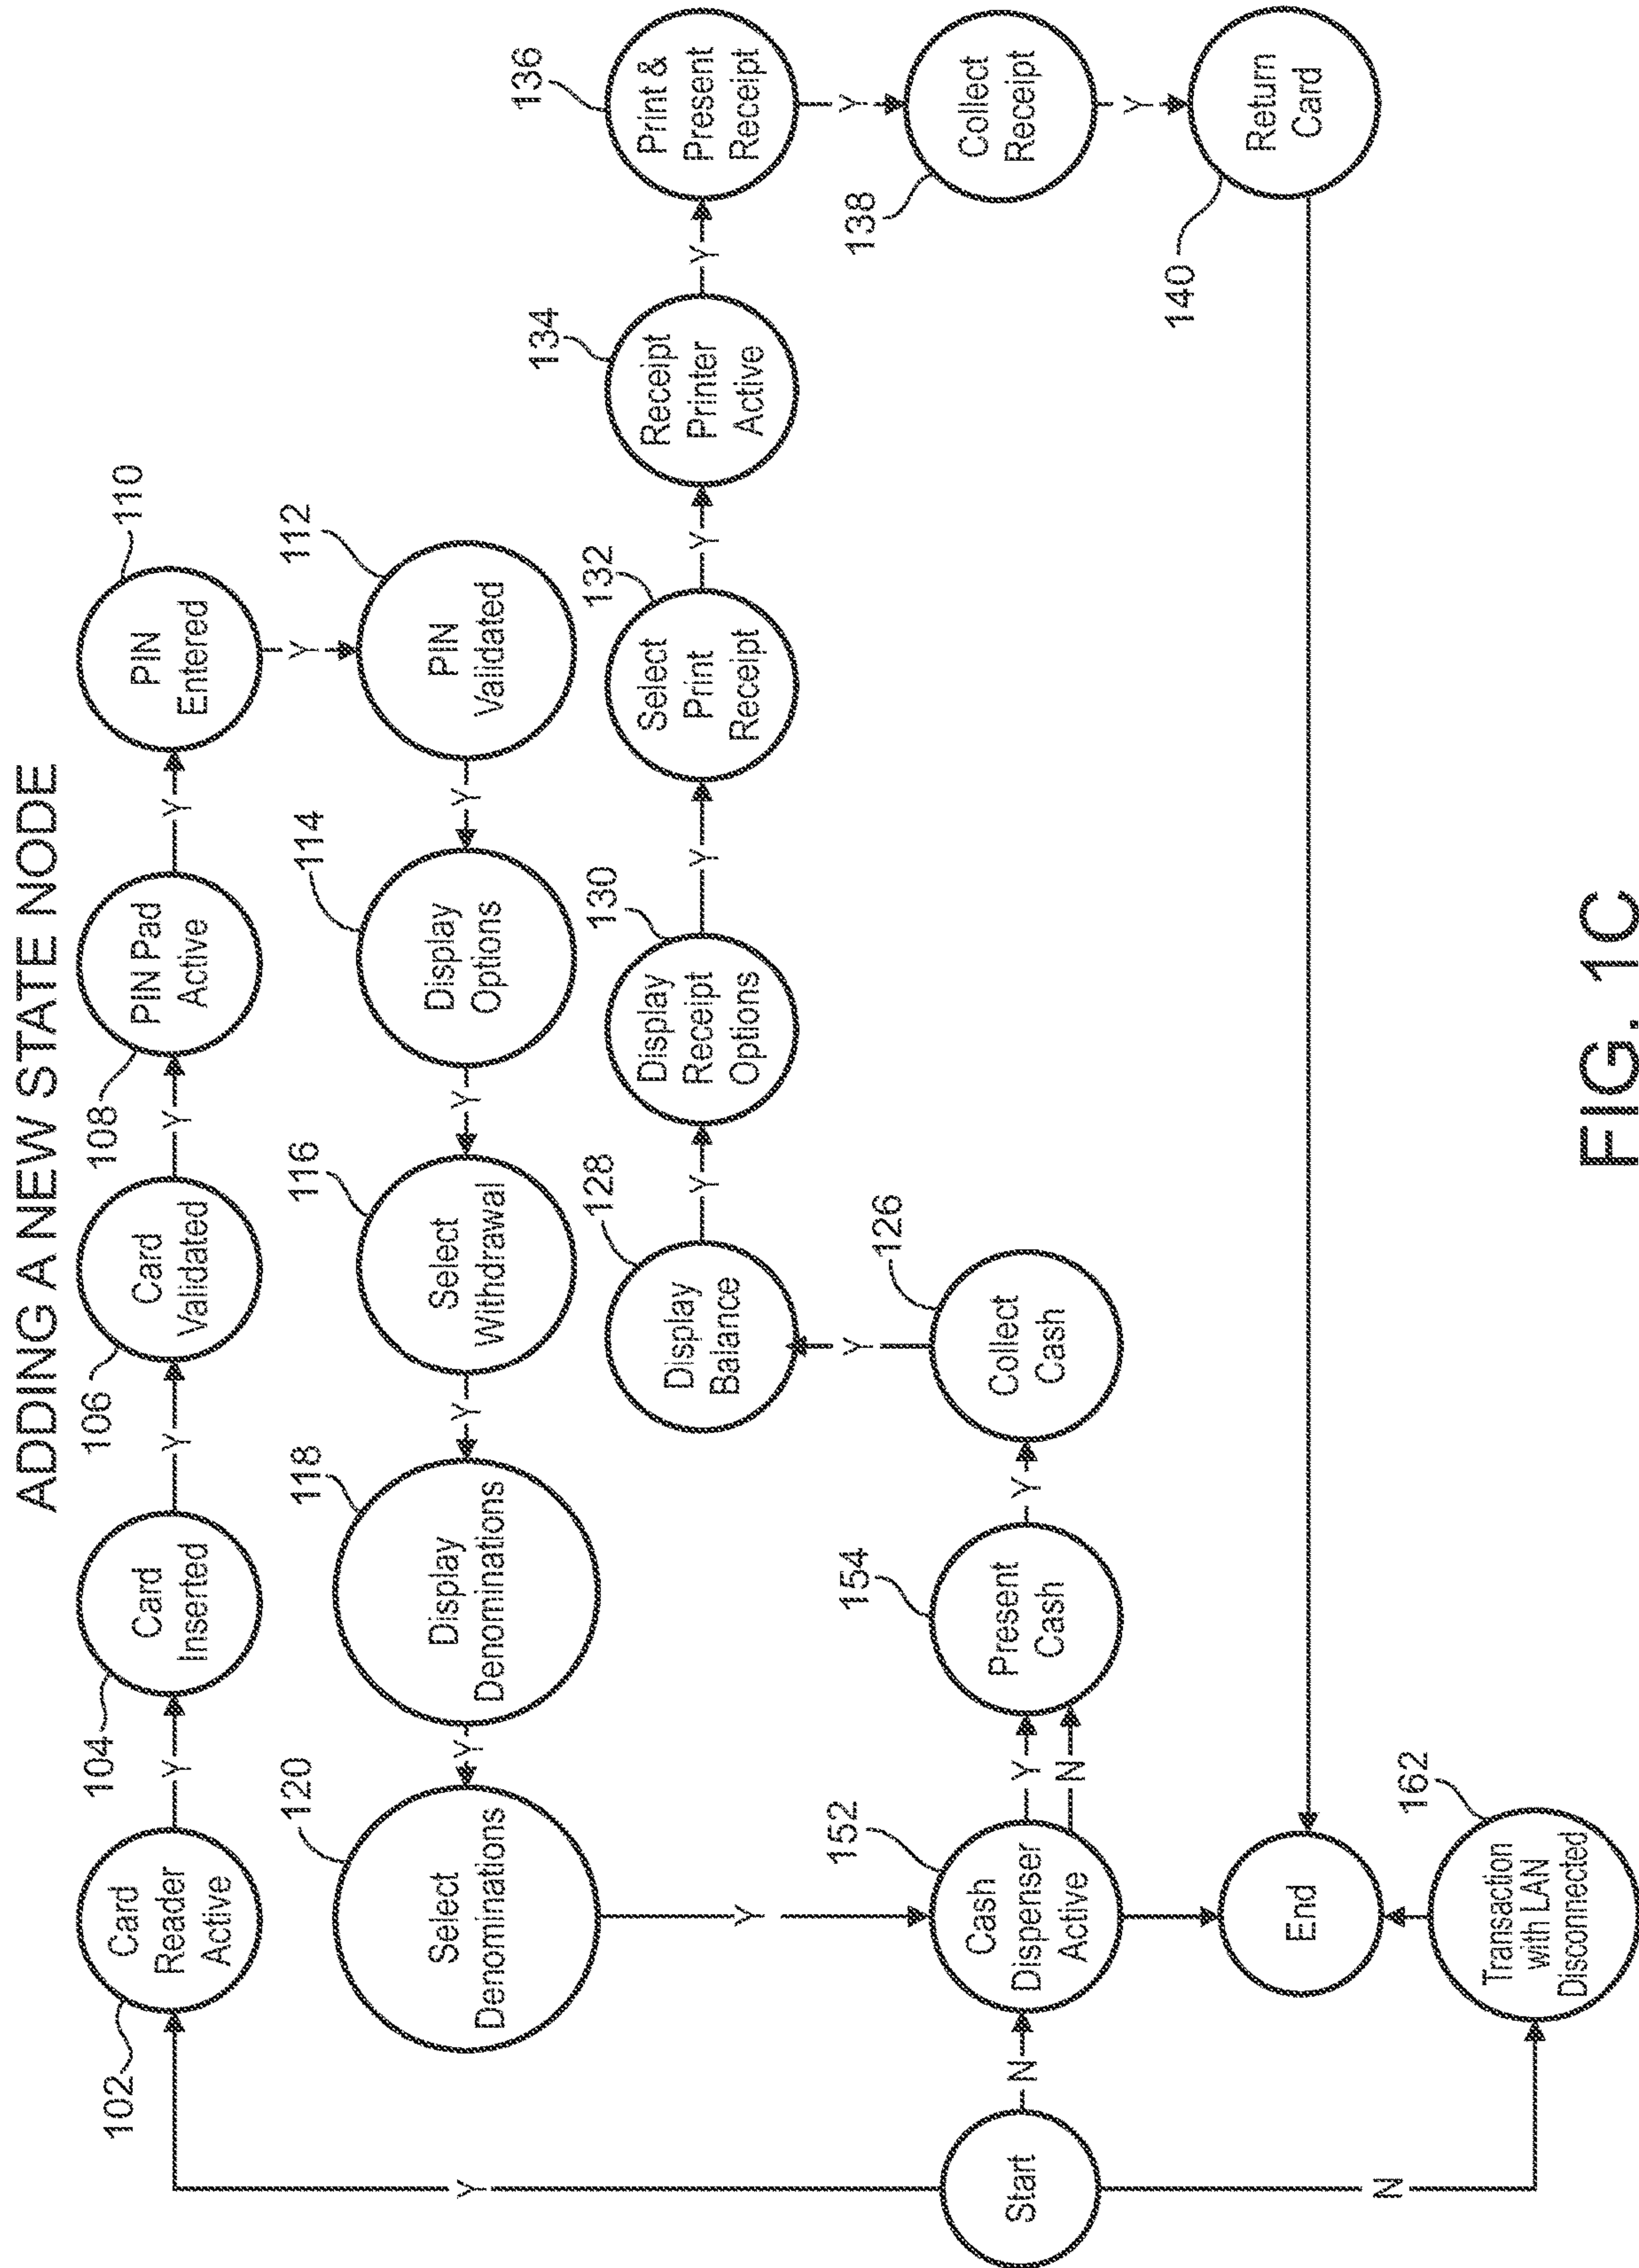 ADDING A NEW STATE NODE
102
Card
Reader
Active
Y
104
Card
Inserted
Y
106
Card
Validated
Y
108
PIN Pad
Active
Y
110
PIN
Entered
Y
112
PIN
Validated
Y
114
Display
Options
Y
116
Select
Withdrawal
Y
118
Display
Denominations
Y
120
Select
Denominations
Y
Y
Start
N
152
Cash
Dispenser
Active
Y
N
154
Present
Cash
Y
126
Collect
Cash
Y
128
Display
Balance
Y
130
Display
Receipt
Options
Y
132
Select
Print
Receipt
Y
134
Receipt
Printer
Active
Y
136
Print &
Present
Receipt
Y
138
Collect
Receipt
Y
140
Return
Card
End
N
162
Transaction
with LAN
Disconnected
FIG. 1C